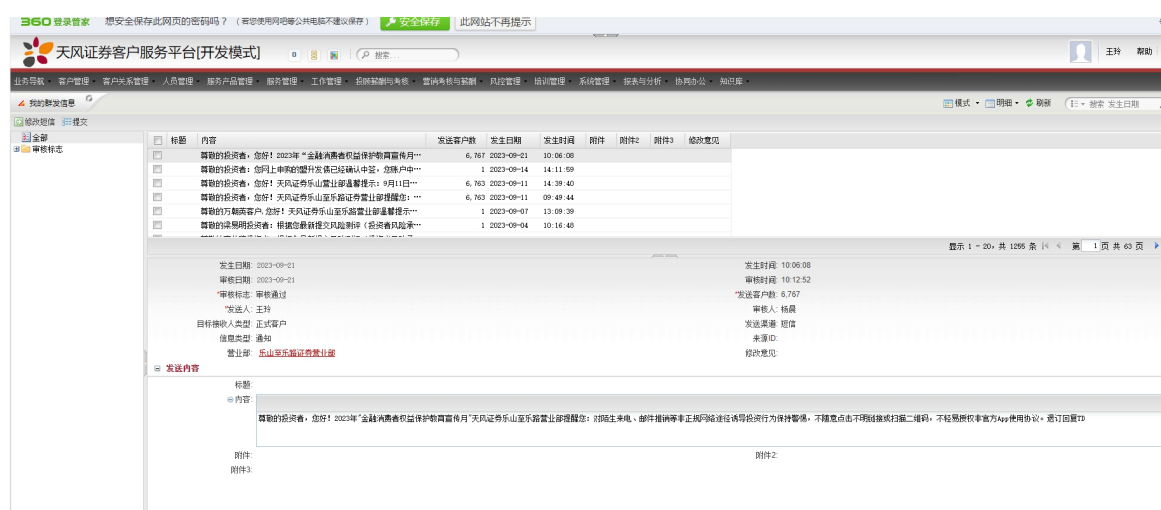 360登录管家 想安全保存此网页的密码吗？（若您使用网吧等公共电脑不建议保存） 安全保存 此网站不再提示
天风证券客户服务平台[开发模式] 0 搜索... 王玲 帮助
业务导航 客户管理 客户关系管理 人员管理 服务产品管理 服务管理 工作管理 投顾薪酬与考核 营销考核与薪酬 风控管理 培训管理 系统管理 报表与分析 协同办公 知识库
我的群发信息 模式 明细 刷新 搜索 发生日期
修改短信 提交
全部
审核标志
标题 内容 发送客户数 发生日期 发生时间 附件 附件2 附件3 修改意见
尊敬的投资者，您好！2023年“金融消费者权益保护教育宣传月… 6,767 2023-09-21 10:06:08
尊敬的投资者：您网上申购的盟升发债已经确认中签，您账户中… 1 2023-09-14 14:11:59
尊敬的投资者，您好！天风证券乐山营业部温馨提示：9月11日… 6,763 2023-09-11 14:39:40
尊敬的投资者，您好！天风证券乐山至乐路证券营业部提醒您：… 6,763 2023-09-11 09:49:44
尊敬的万朝英客户,您好！天风证券乐山至乐路营业部温馨提示… 1 2023-09-07 13:09:39
尊敬的梁易明投资者：根据您最新提交风险测评（投资者风险承… 1 2023-09-04 10:16:48
显示 1 - 20，共 1255 条 第 1 页 共 63 页
发生日期: 2023-09-21 发生时间: 10:06:08
审核日期: 2023-09-21 审核时间: 10:12:52
*审核标志: 审核通过 *发送客户数: 6,767
*发送人: 王玲 审核人: 杨晨
目标接收人类型: 正式客户 发送渠道: 短信
信息类型: 通知 来源ID:
营业部: 乐山至乐路证券营业部 修改意见:
发送内容
标题:
内容:
尊敬的投资者，您好！2023年"金融消费者权益保护教育宣传月"天风证券乐山至乐路营业部提醒您：对陌生来电、邮件推销等非正规网络途径诱导投资行为保持警惕，不随意点击不明链接或扫描二维码，不轻易授权非官方App使用协议。退订回复TD
附件: 附件2:
附件3: